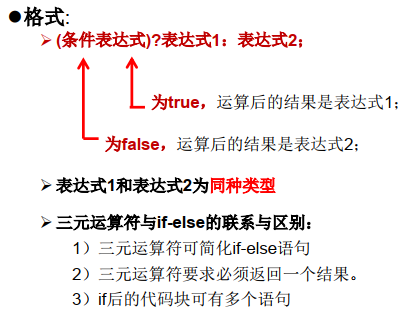 ●格式:
➢ (条件表达式)?表达式1：表达式2；
为true，运算后的结果是表达式1；
为false，运算后的结果是表达式2；
➢ 表达式1和表达式2为同种类型
➢ 三元运算符与if-else的联系与区别：
1）三元运算符可简化if-else语句
2）三元运算符要求必须返回一个结果。
3）if后的代码块可有多个语句